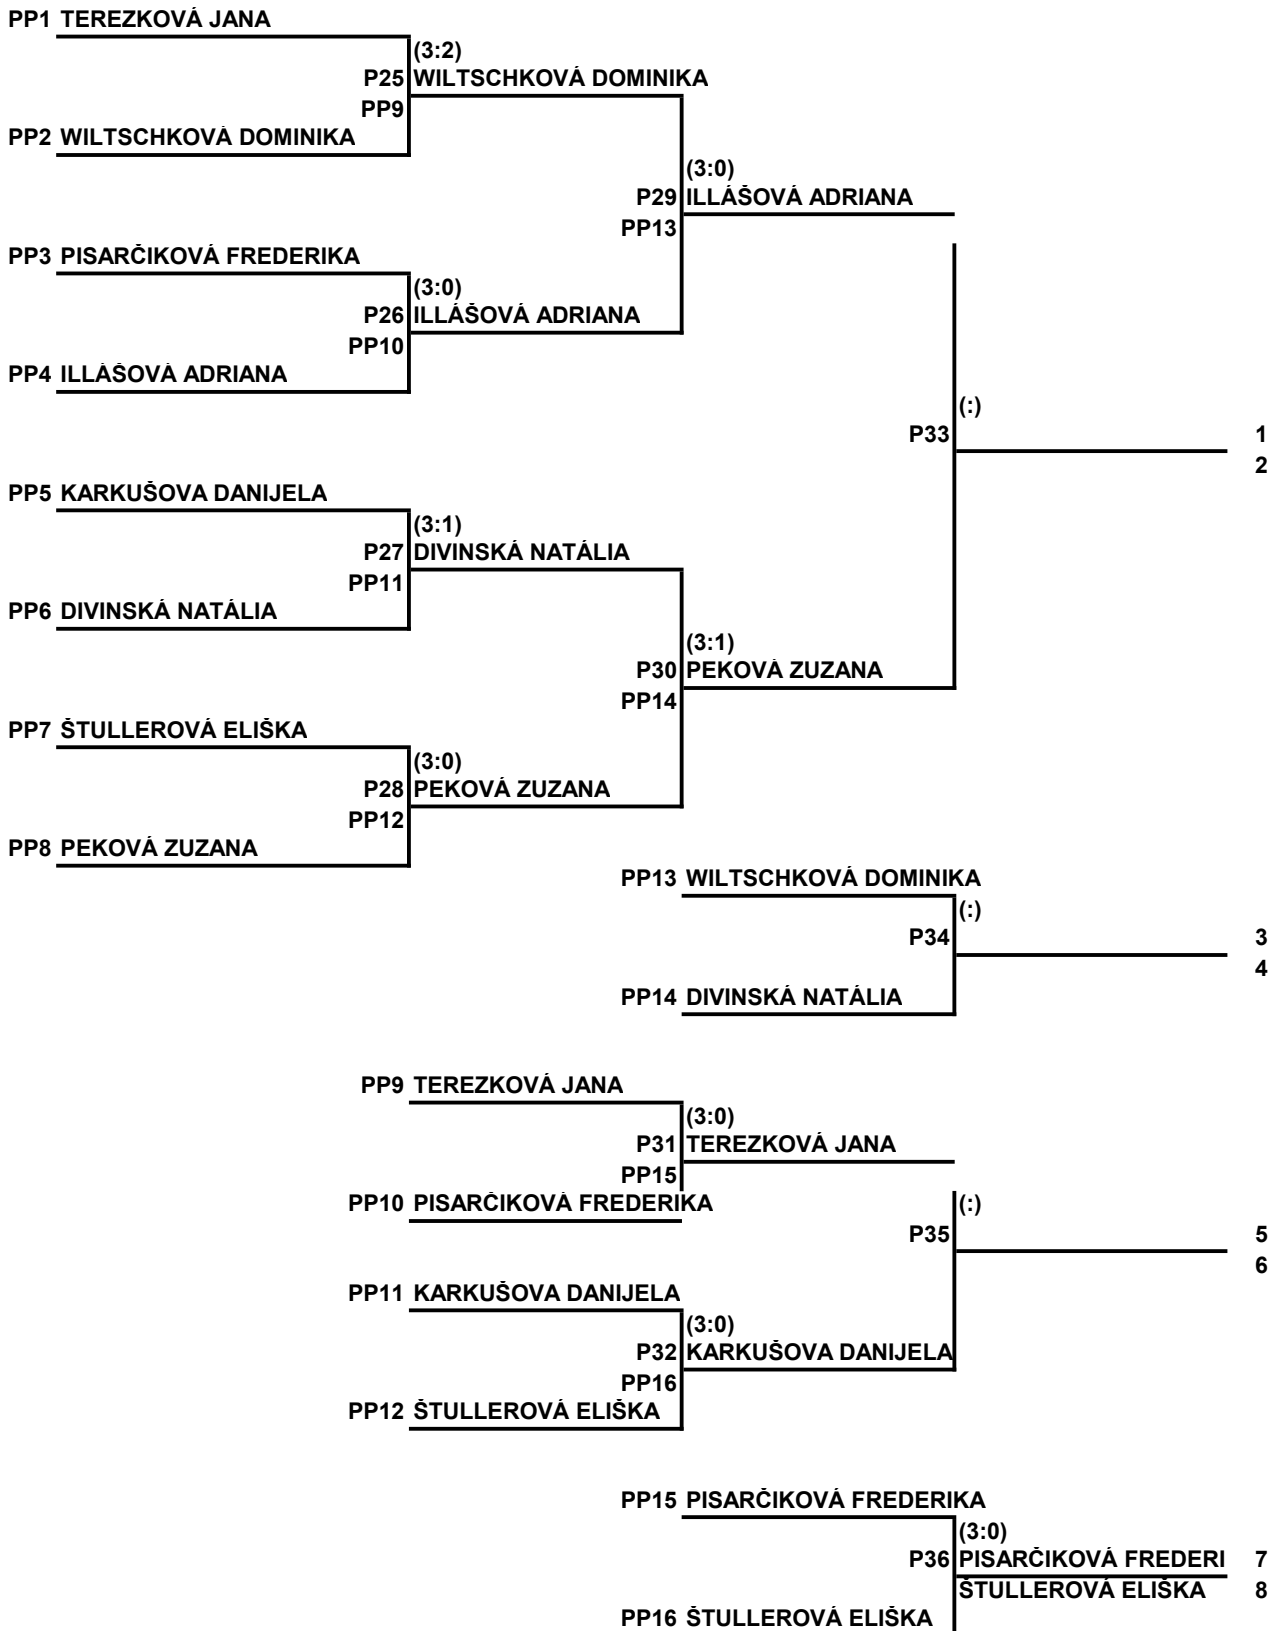 PP1 TEREZKOVÁ JANA
(3:2)
P25 WILTSCHKOVÁ DOMINIKA
PP9
PP2 WILTSCHKOVÁ DOMINIKA
(3:0)
P29 ILLÁŠOVÁ ADRIANA
PP13
PP3 PISARČIKOVÁ FREDERIKA
(3:0)
P26 ILLÁŠOVÁ ADRIANA
PP10
PP4 ILLÁŠOVÁ ADRIANA
(:)
P33 1
2
PP5 KARKUŠOVA DANIJELA
(3:1)
P27 DIVINSKÁ NATÁLIA
PP11
PP6 DIVINSKÁ NATÁLIA
(3:1)
P30 PEKOVÁ ZUZANA
PP14
PP7 ŠTULLEROVÁ ELIŠKA
(3:0)
P28 PEKOVÁ ZUZANA
PP12
PP8 PEKOVÁ ZUZANA
PP13 WILTSCHKOVÁ DOMINIKA
(:)
P34 3
4
PP14 DIVINSKÁ NATÁLIA
PP9 TEREZKOVÁ JANA
(3:0)
P31 TEREZKOVÁ JANA
PP15
PP10 PISARČIKOVÁ FREDERIKA
(:)
P35 5
6
PP11 KARKUŠOVA DANIJELA
(3:0)
P32 KARKUŠOVA DANIJELA
PP16
PP12 ŠTULLEROVÁ ELIŠKA
PP15 PISARČIKOVÁ FREDERIKA
(3:0)
P36 PISARČIKOVÁ FREDERI 7
ŠTULLEROVÁ ELIŠKA 8
PP16 ŠTULLEROVÁ ELIŠKA